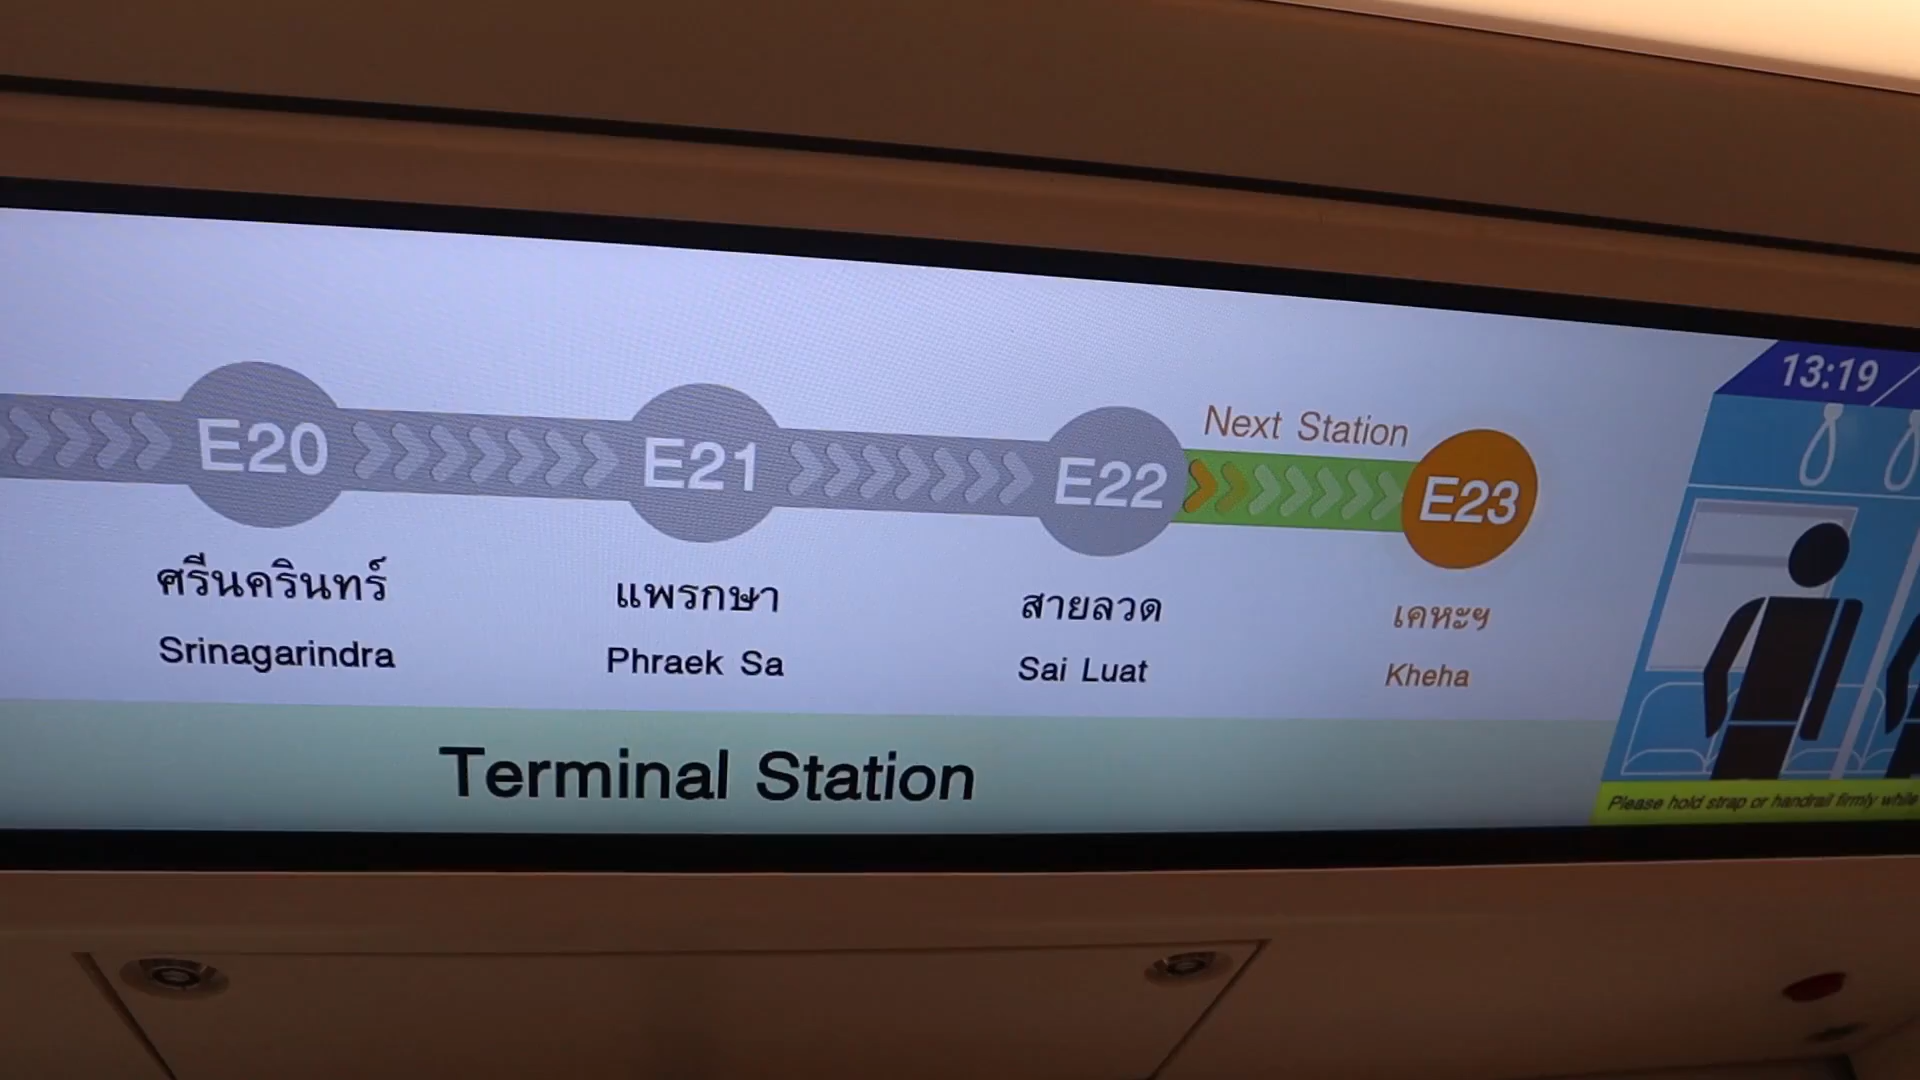 13:19
Next Station
E20 E21 E22 E23
ศรีนครินทร์ แพรกษา สายลวด เคหะฯ
Srinagarindra Phraek Sa Sai Luat Kheha
Terminal Station
Please hold strap or handrail firmly while